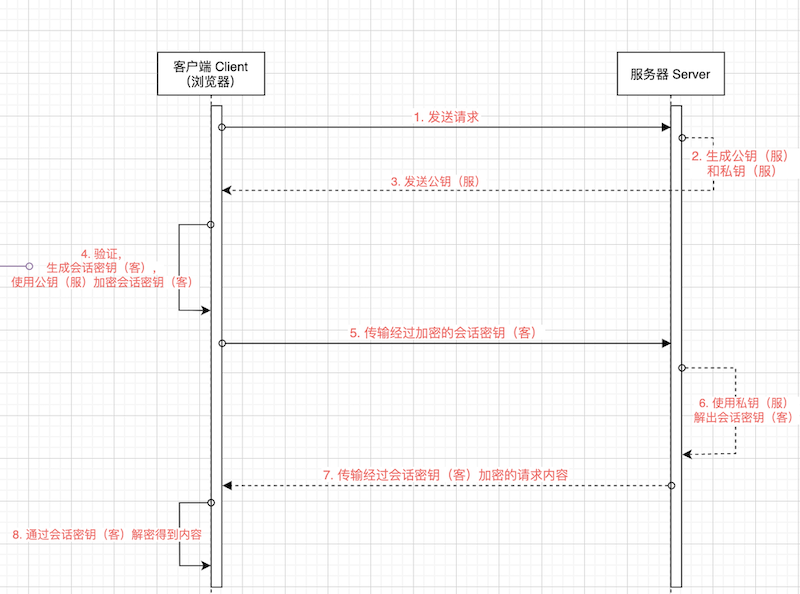 客户端 Client
（浏览器）
服务器 Server
1. 发送请求
2. 生成公钥（服）
和私钥（服）
3. 发送公钥（服）
4. 验证，
生成会话密钥（客），
使用公钥（服）加密会话密钥（客）
5. 传输经过加密的会话密钥（客）
6. 使用私钥（服）
解出会话密钥（客）
7. 传输经过会话密钥（客）加密的请求内容
8. 通过会话密钥（客）解密得到内容